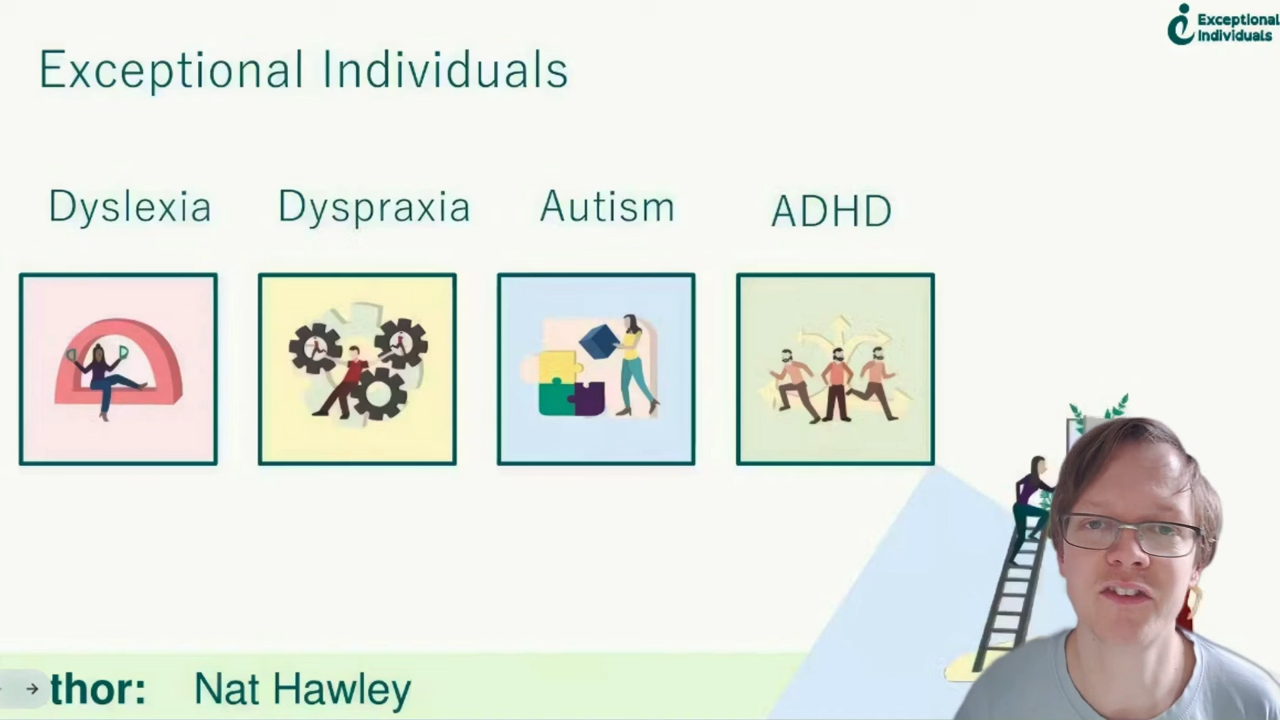 Exceptional
Individuals
Exceptional Individuals
Dyslexia
Dyspraxia
Autism
ADHD
thor: Nat Hawley